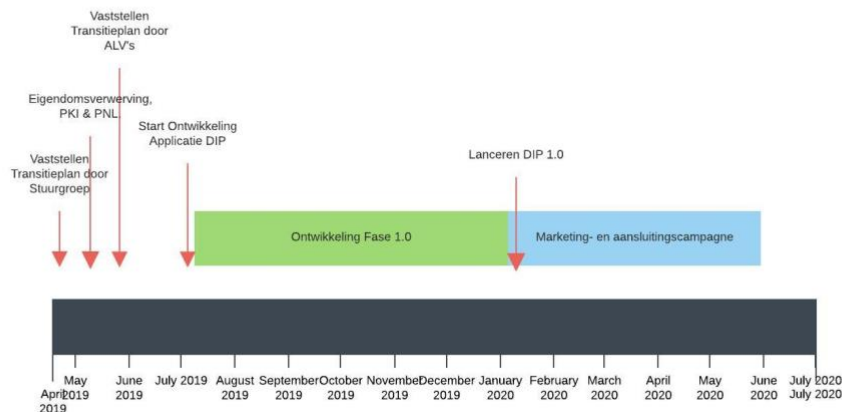 Vaststellen
Transitieplan door
ALV's
Eigendomsverwerving,
PKI & PNL.
Vaststellen
Transitieplan door
Stuurgroep
Start Ontwikkeling
Applicatie DIP
Lanceren DIP 1.0
Ontwikkeling Fase 1.0
Marketing- en aansluitingscampagne
April
2019
May
2019
June
2019
July 2019
August
2019
September
2019
October
2019
November
2019
December
2019
January
2020
February
2020
March
2020
April
2020
May
2020
June
2020
July 2020
July 2020